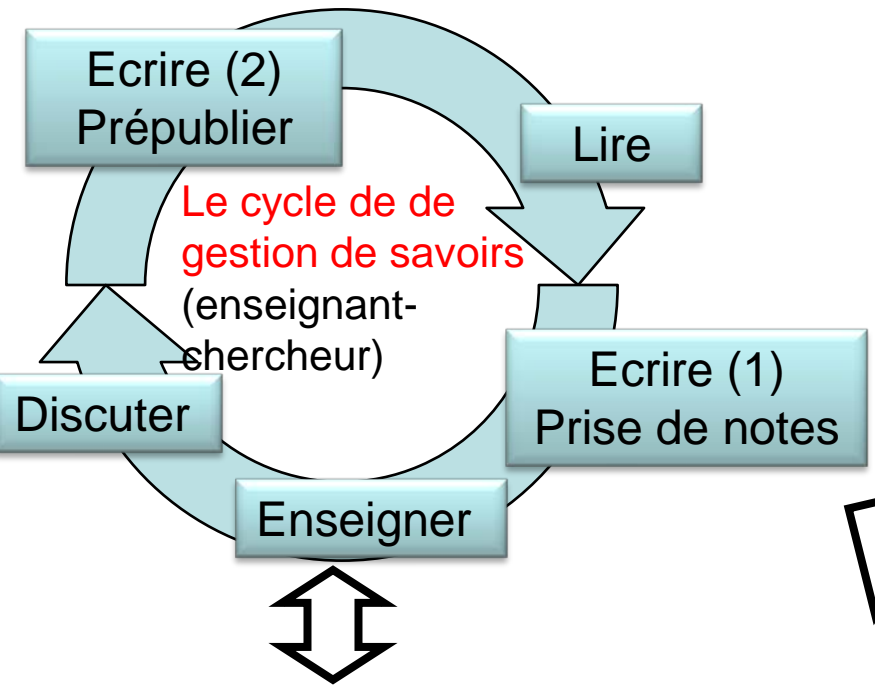 Ecrire (2)
Prépublier
Lire
Le cycle de de
gestion de savoirs
(enseignant-
chercheur)
Ecrire (1)
Prise de notes
Discuter
Enseigner